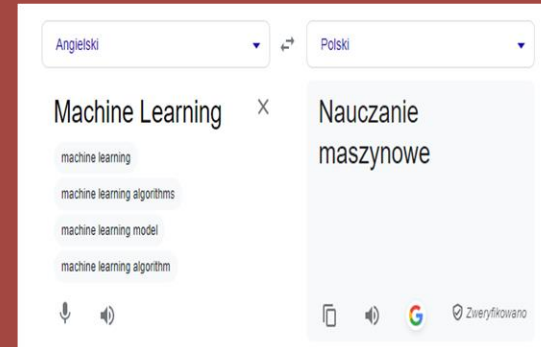 Angielski
Polski
Machine Learning
X
Nauczanie
maszynowe
machine learning
machine learning algorithms
machine learning model
machine learning algorithm
Zweryfikowano